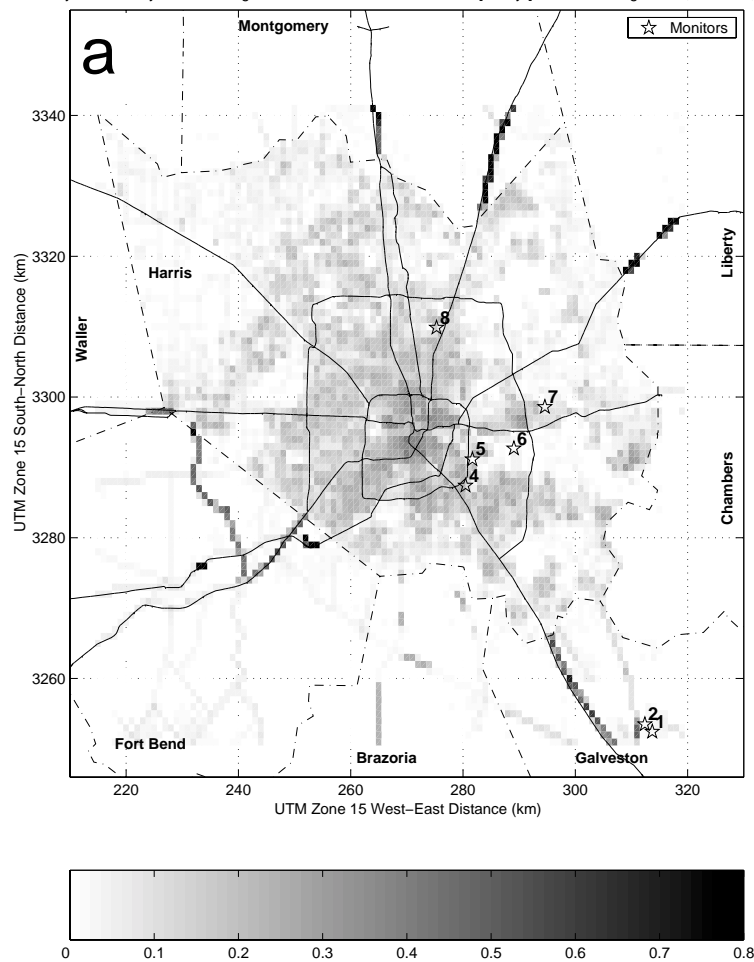 Montgomery
Monitors
a
3340
3320
3300
3280
3260
UTM Zone 15 South−North Distance (km)
Harris
Liberty
Waller
8
7
6
5
4
Chambers
2
1
Fort Bend
Brazoria
Galveston
220
240
260
280
300
320
UTM Zone 15 West−East Distance (km)
0
0.1
0.2
0.3
0.4
0.5
0.6
0.7
0.8